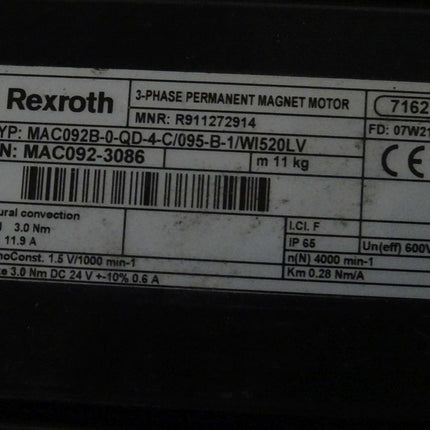 Rexroth
3-PHASE PERMANENT MAGNET MOTOR
7162
MNR: R911272914
FD: 07W21
YP: MAC092B-0-QD-4-C/095-B-1/WI520LV
N: MAC092-3086
m 11 kg
CE
ural convection
3.0 Nm
I.Cl. F
11.9 A
IP 65
Un(eff) 600V
noConst. 1.5 V/1000 min-1
n(N) 4000 min-1
ke 3.0 Nm DC 24 V +-10% 0.6 A
Km 0.28 Nm/A